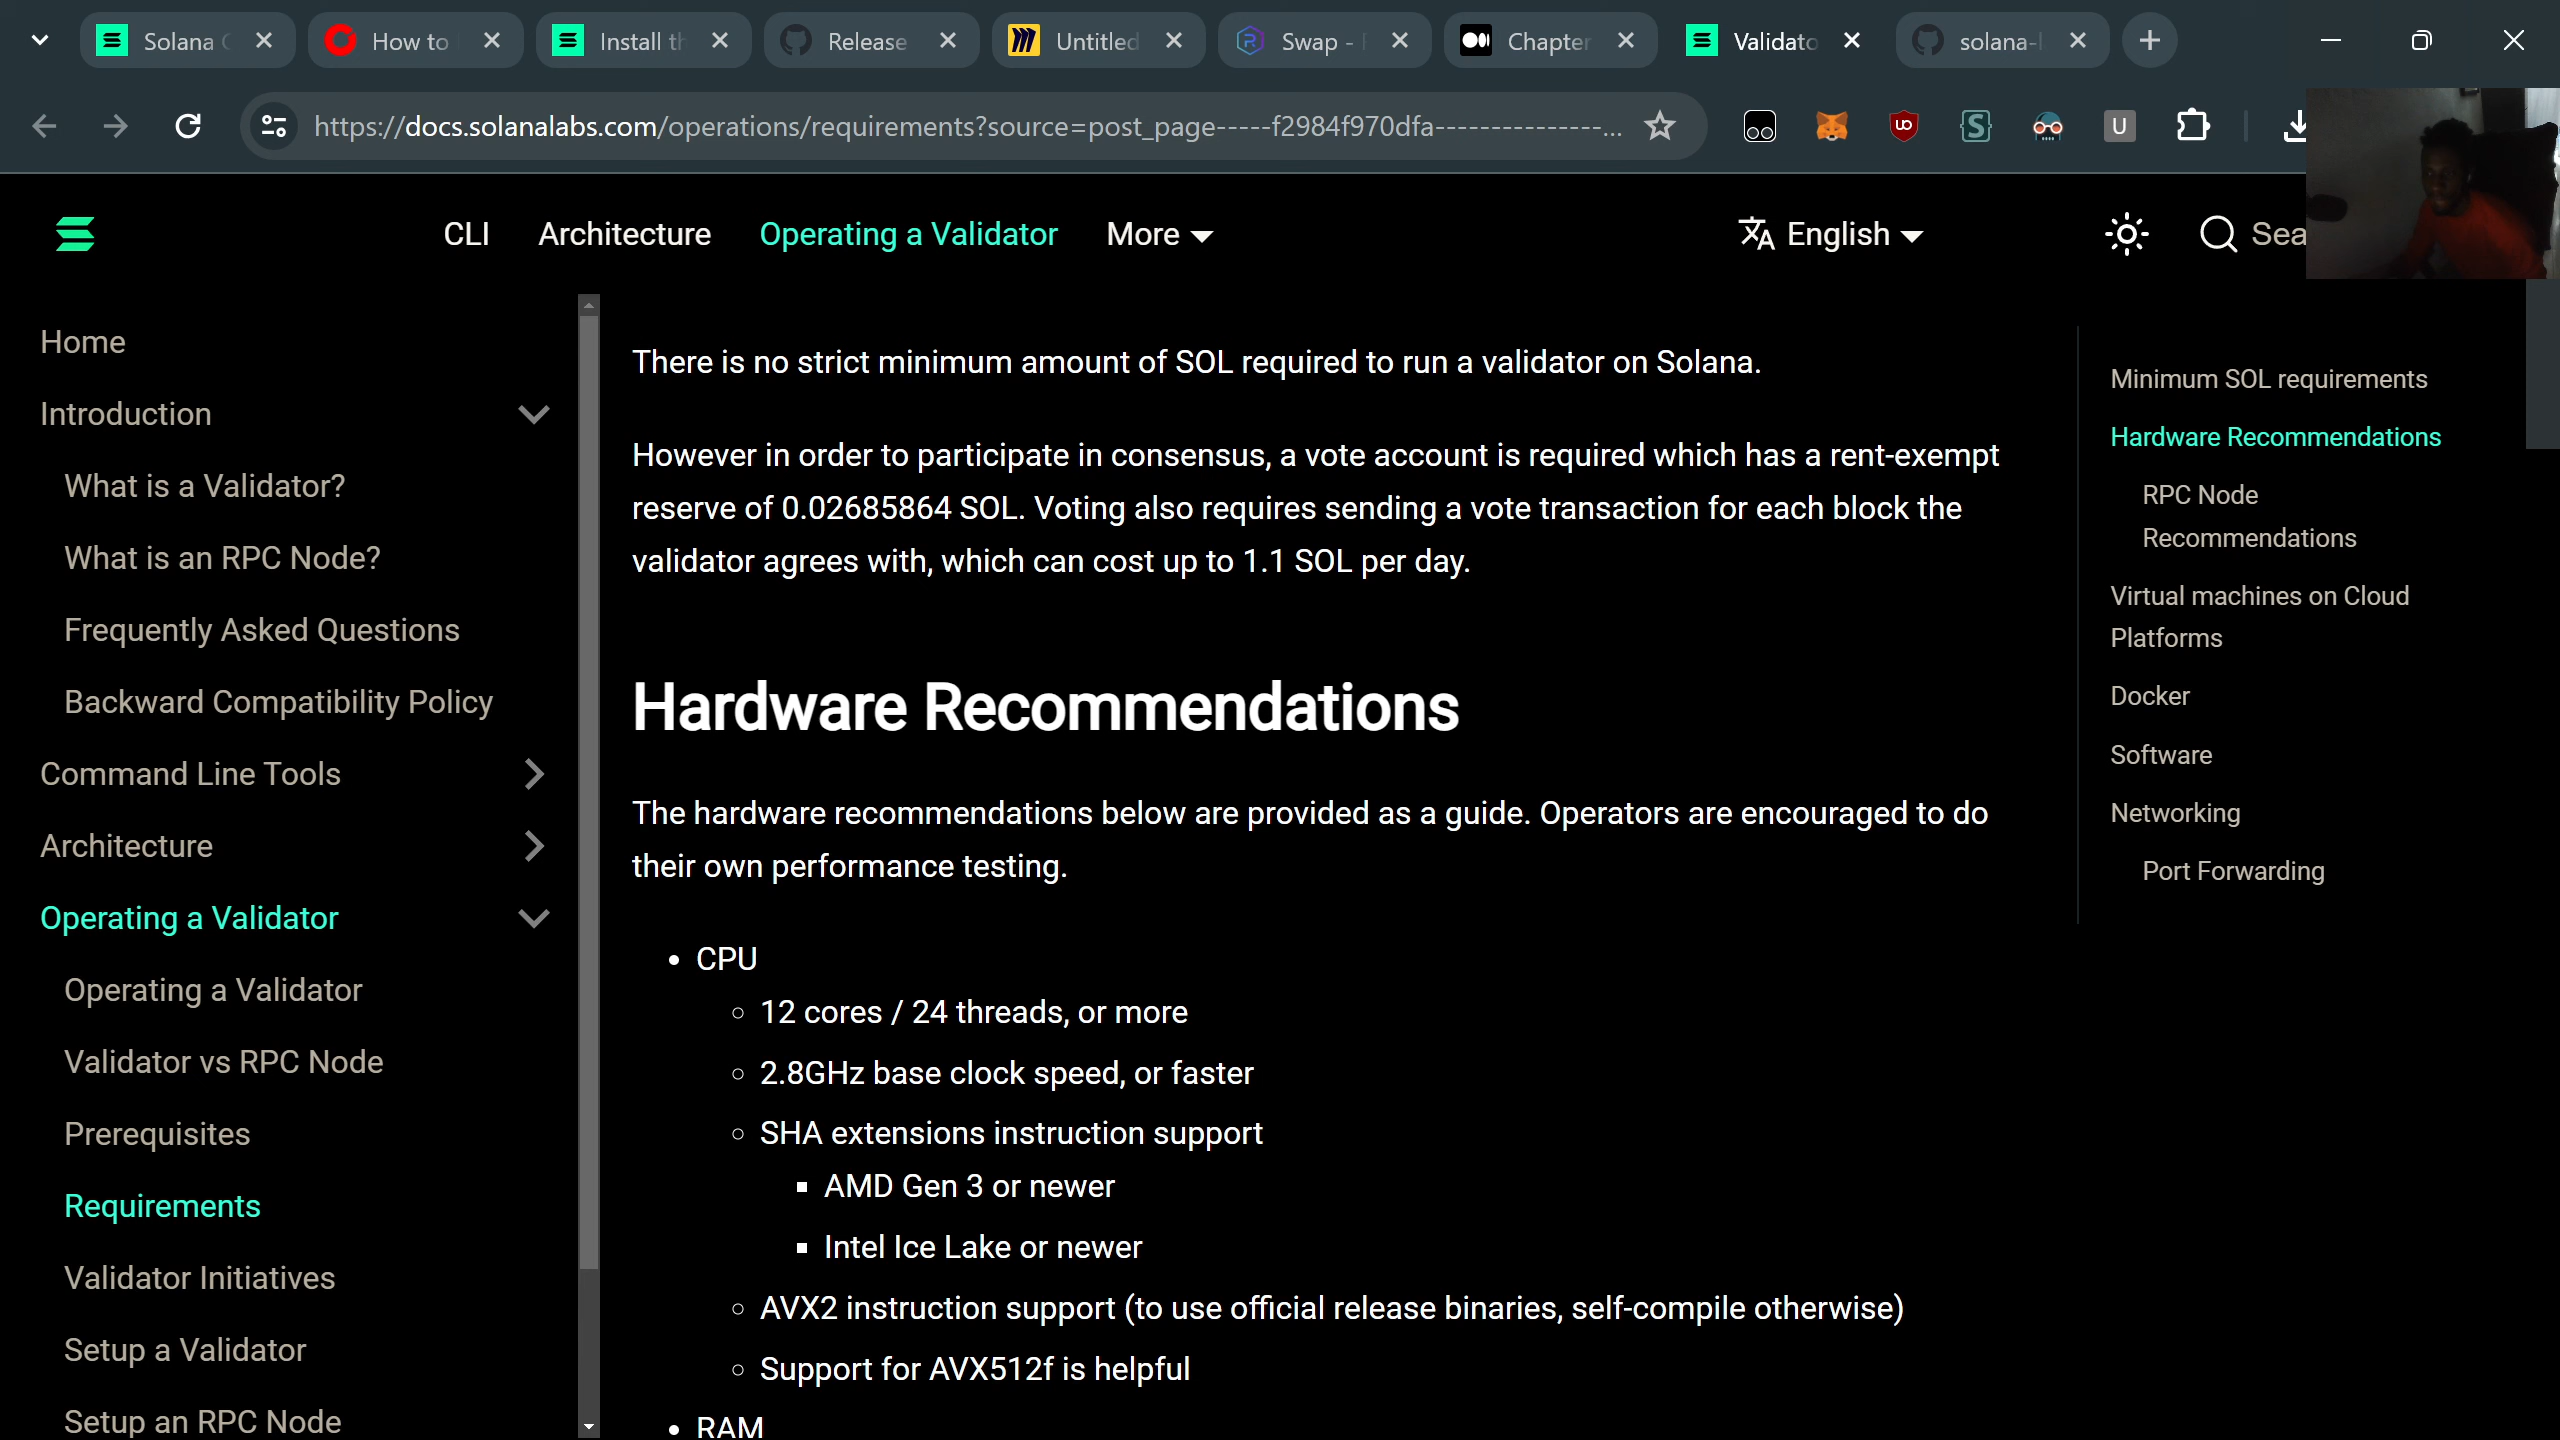 Solana
How to
Install th
Release
Untitled
Swap -
Chapter
Validato
solana-l
https://docs.solanalabs.com/operations/requirements?source=post_page-----f2984f970dfa---------------...
U
CLI
Architecture
Operating a Validator
More
English
Sea
Home
Introduction
What is a Validator?
What is an RPC Node?
Frequently Asked Questions
Backward Compatibility Policy
Command Line Tools
Architecture
Operating a Validator
Operating a Validator
Validator vs RPC Node
Prerequisites
Requirements
Validator Initiatives
Setup a Validator
Setup an RPC Node
There is no strict minimum amount of SOL required to run a validator on Solana.
However in order to participate in consensus, a vote account is required which has a rent-exempt
reserve of 0.02685864 SOL. Voting also requires sending a vote transaction for each block the
validator agrees with, which can cost up to 1.1 SOL per day.
Hardware Recommendations
The hardware recommendations below are provided as a guide. Operators are encouraged to do
their own performance testing.
• CPU
◦ 12 cores / 24 threads, or more
◦ 2.8GHz base clock speed, or faster
◦ SHA extensions instruction support
▪ AMD Gen 3 or newer
▪ Intel Ice Lake or newer
◦ AVX2 instruction support (to use official release binaries, self-compile otherwise)
◦ Support for AVX512f is helpful
• RAM
Minimum SOL requirements
Hardware Recommendations
RPC Node
Recommendations
Virtual machines on Cloud
Platforms
Docker
Software
Networking
Port Forwarding